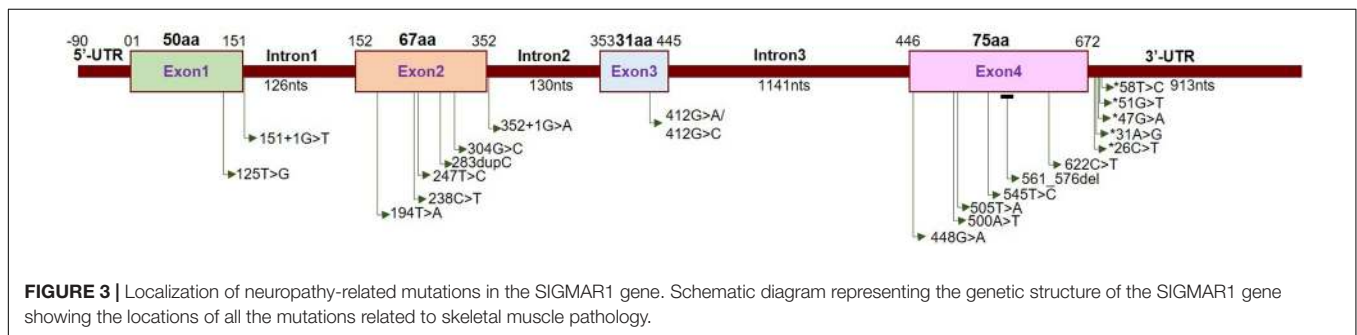 50aa 67aa 31aa 75aa
-90 01 151 152 352 353 445 446 672
5'-UTR Intron1 Intron2 Intron3 3'-UTR
Exon1 Exon2 Exon3 Exon4
126nts 130nts 1141nts 913nts
151+1G>T
125T>G
352+1G>A
304G>C
283dupC
247T>C
238C>T
194T>A
412G>A/
412G>C
*58T>C
*51G>T
*47G>A
*31A>G
*26C>T
622C>T
561_576del
545T>C
505T>A
500A>T
448G>A
FIGURE 3 | Localization of neuropathy-related mutations in the SIGMAR1 gene. Schematic diagram representing the genetic structure of the SIGMAR1 gene
showing the locations of all the mutations related to skeletal muscle pathology.